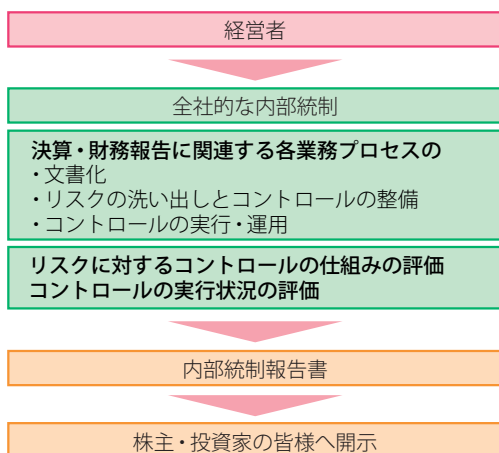 経営者
全社的な内部統制
決算・財務報告に関連する各業務プロセスの
・文書化
・リスクの洗い出しとコントロールの整備
・コントロールの実行・運用
リスクに対するコントロールの仕組みの評価
コントロールの実行状況の評価
内部統制報告書
株主・投資家の皆様へ開示